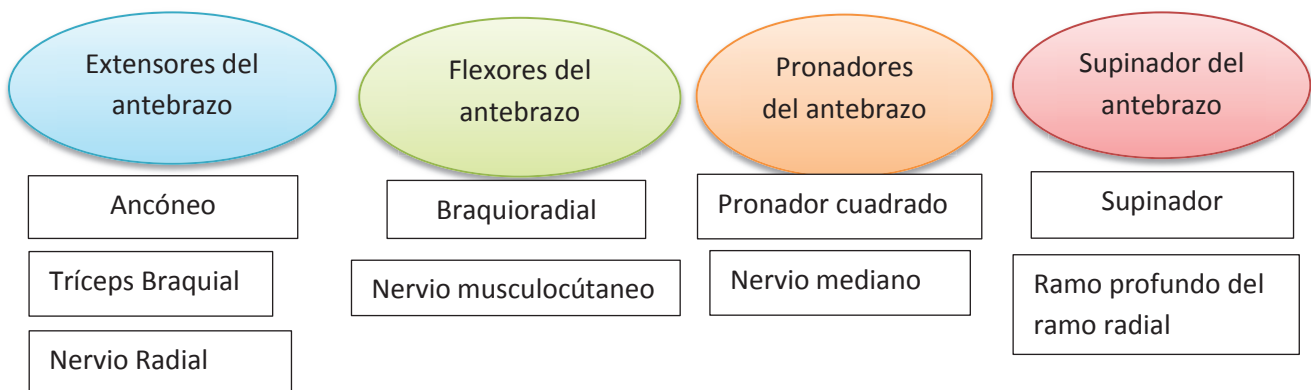 Extensores del
antebrazo
Ancóneo
Tríceps Braquial
Nervio Radial
Flexores del
antebrazo
Braquioradial
Nervio musculocútaneo
Pronadores
del antebrazo
Pronador cuadrado
Nervio mediano
Supinador del
antebrazo
Supinador
Ramo profundo del
ramo radial